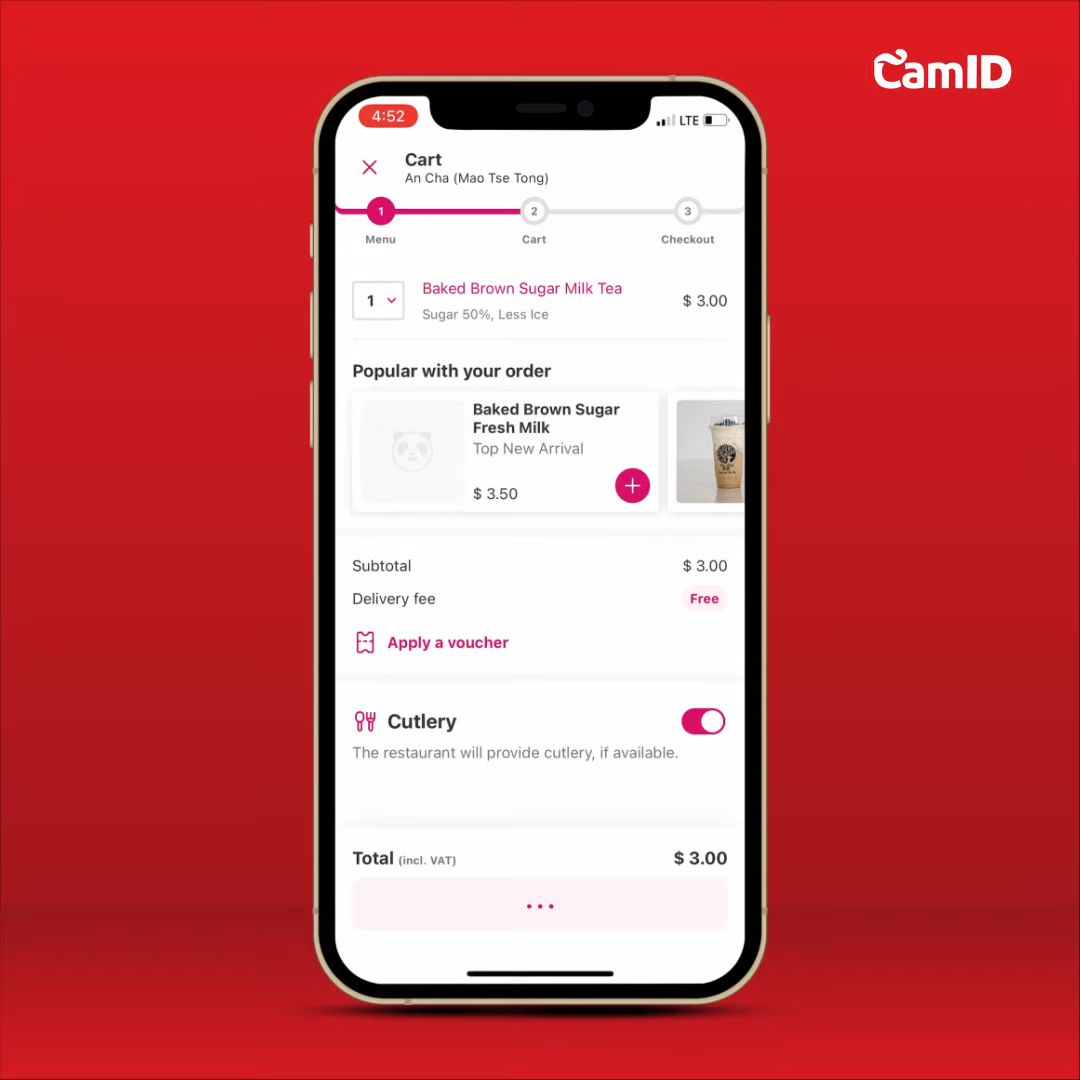 CamID
4:52
LTE
Cart
An Cha (Mao Tse Tong)
1
2
3
Menu
Cart
Checkout
1
Baked Brown Sugar Milk Tea
$ 3.00
Sugar 50%, Less Ice
Popular with your order
Baked Brown Sugar
Fresh Milk
Top New Arrival
$ 3.50
Subtotal
$ 3.00
Delivery fee
Free
Apply a voucher
Cutlery
The restaurant will provide cutlery, if available.
Total (incl. VAT)
$ 3.00